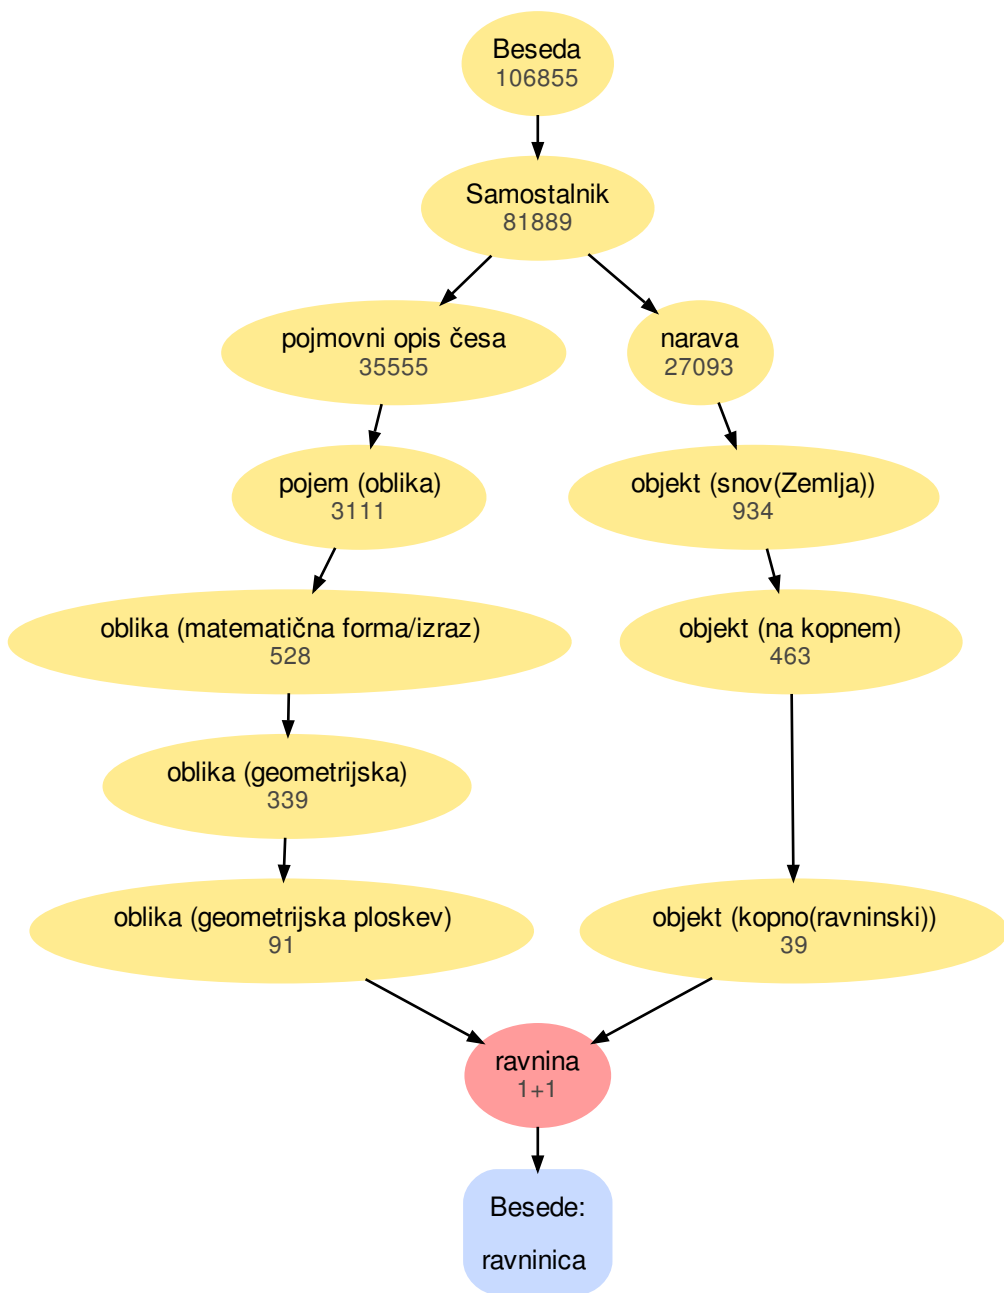 Beseda
106855
Samostalnik
81889
pojmovni opis česa
35555
narava
27093
pojem (oblika)
3111
objekt (snov(Zemlja))
934
oblika (matematična forma/izraz)
528
objekt (na kopnem)
463
oblika (geometrijska)
339
oblika (geometrijska ploskev)
91
objekt (kopno(ravninski))
39
ravnina
1+1
Besede:
ravninica